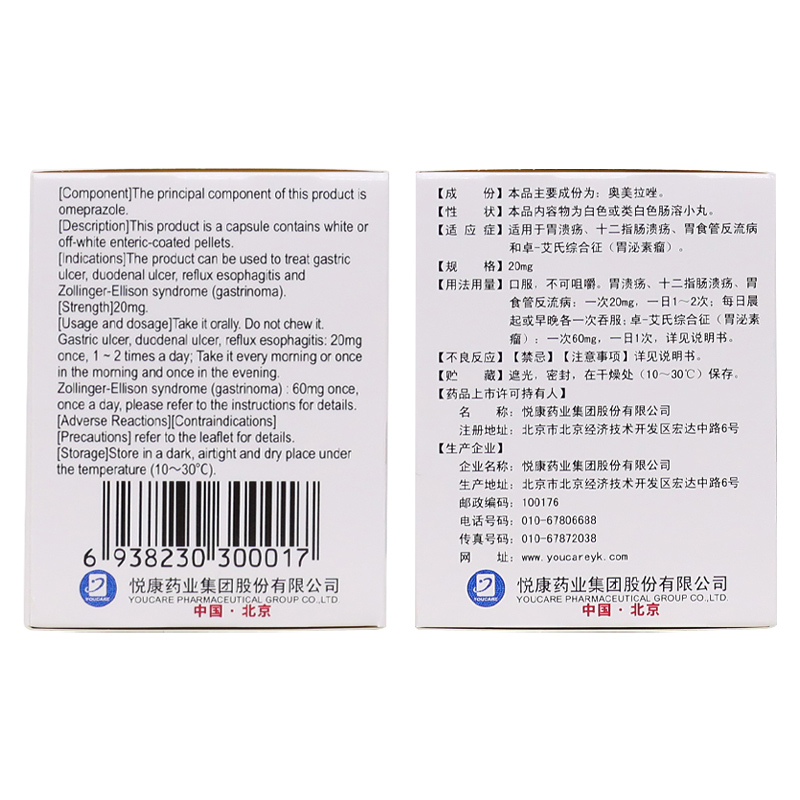 [Component]The principal component of this product is
omeprazole.
[Description]This product is a capsule contains white or
off-white enteric-coated pellets.
[Indications]The product can be used to treat gastric
ulcer, duodenal ulcer, reflux esophagitis and
Zollinger-Ellison syndrome (gastrinoma).
[Strength]20mg.
[Usage and dosage]Take it orally. Do not chew it.
Gastric ulcer, duodenal ulcer, reflux esophagitis: 20mg
once, 1 ~ 2 times a day; Take it every morning or once
in the morning and once in the evening.
Zollinger-Ellison syndrome (gastrinoma) : 60mg once,
once a day, please refer to the instructions for details.
[Adverse Reactions][Contraindications]
[Precautions] refer to the leaflet for details.
[Storage]Store in a dark, airtight and dry place under
the temperature (10～30℃).
6 938230 300017
YOUCARE
悦康药业集团股份有限公司
YOUCARE PHARMACEUTICAL GROUP CO.,LTD.
中国·北京
【成　份】本品主要成份为：奥美拉唑。
【性　状】本品内容物为白色或类白色肠溶小丸。
【适 应 症】适用于胃溃疡、十二指肠溃疡、胃食管反流病
和卓-艾氏综合征（胃泌素瘤）。
【规　格】20mg
【用法用量】口服，不可咀嚼。胃溃疡、十二指肠溃疡、胃
食管反流病：一次20mg，一日1～2次；每日晨
起或早晚各一次吞服；卓-艾氏综合征（胃泌素
瘤）：一次60mg，一日1次，详见说明书。
【不良反应】【禁忌】【注意事项】详见说明书。
【贮　藏】遮光，密封，在干燥处（10～30℃）保存。
【药品上市许可持有人】
名　称：悦康药业集团股份有限公司
注册地址：北京市北京经济技术开发区宏达中路6号
【生产企业】
企业名称：悦康药业集团股份有限公司
生产地址：北京市北京经济技术开发区宏达中路6号
邮政编码：100176
电话号码：010-67806688
传真号码：010-67872038
网　址：www.youcareyk.com
YOUCARE
悦康药业集团股份有限公司
YOUCARE PHARMACEUTICAL GROUP CO.,LTD.
中国·北京